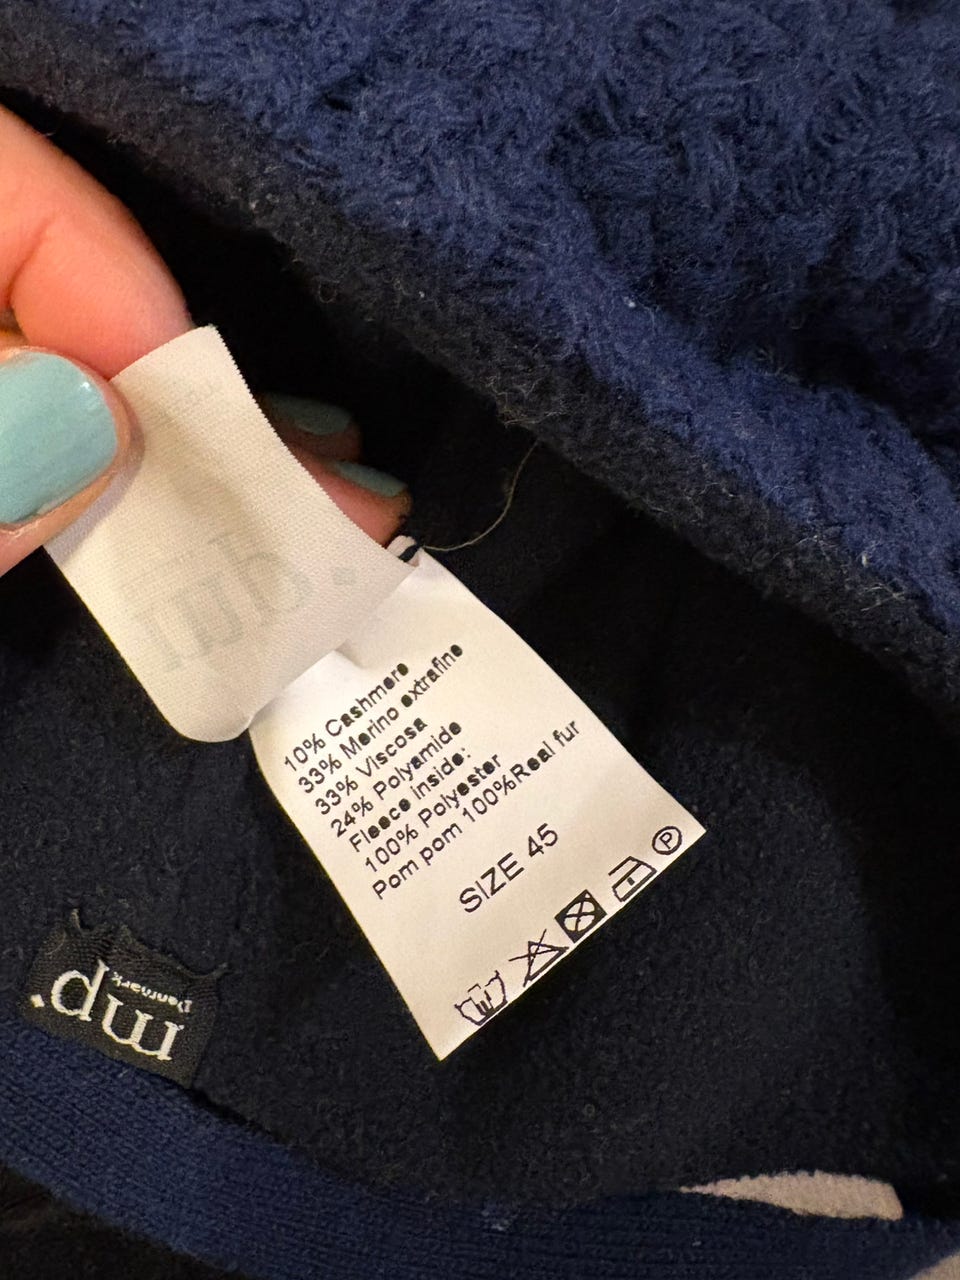 10% Cashmere
33% Merino extrafine
33% Viscosa
24% Polyamide
Fleece inside:
100% Polyester
Pom pom 100%Real fur
SIZE 45
P
mp.
Denmark